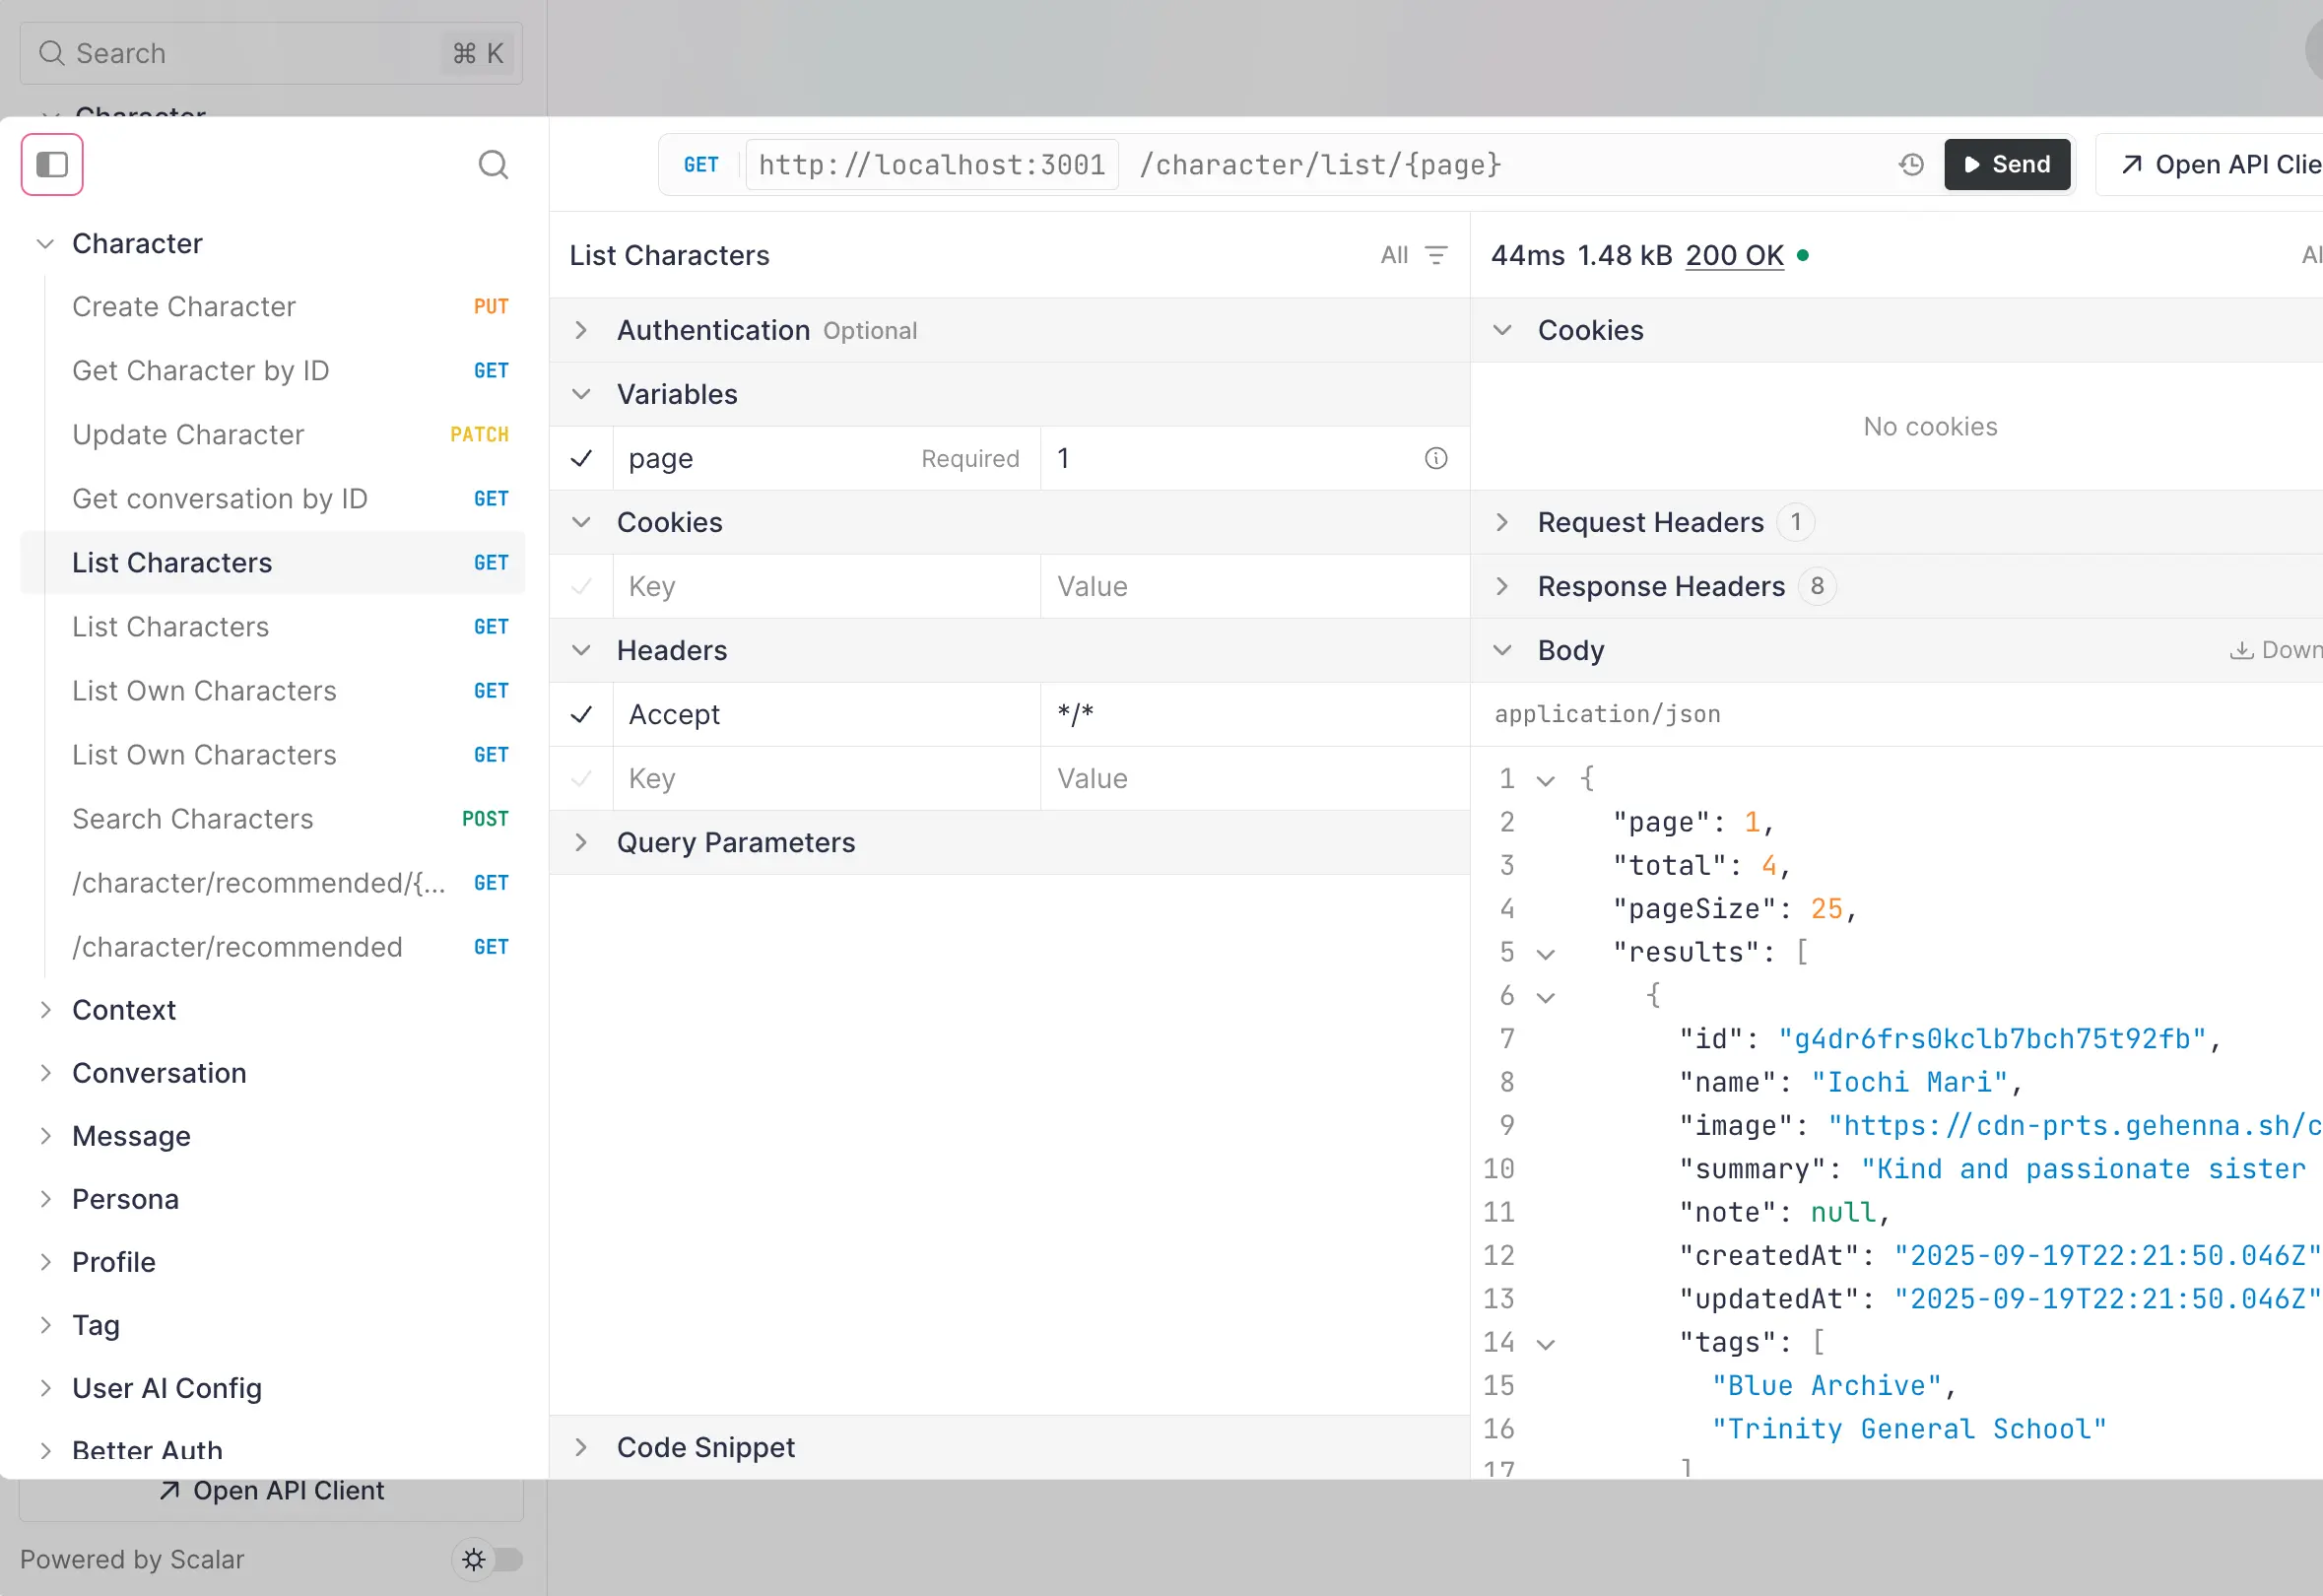 Search
⌘ K
Character
Character
Create Character PUT
Get Character by ID GET
Update Character PATCH
Get conversation by ID GET
List Characters GET
List Characters GET
List Own Characters GET
List Own Characters GET
Search Characters POST
/character/recommended/{... GET
/character/recommended GET
Context
Conversation
Message
Persona
Profile
Tag
User AI Config
Better Auth
Open API Client
Powered by Scalar
GET http://localhost:3001 /character/list/{page}
Send
Open API Clie
List Characters
All
Authentication Optional
Variables
page Required 1
Cookies
Key Value
Headers
Accept */*
Key Value
Query Parameters
Code Snippet
44ms 1.48 kB 200 OK
Al
Cookies
No cookies
Request Headers 1
Response Headers 8
Body
Down
application/json
1 {
2 "page": 1,
3 "total": 4,
4 "pageSize": 25,
5 "results": [
6 {
7 "id": "g4dr6frs0kclb7bch75t92fb",
8 "name": "Iochi Mari",
9 "image": "https://cdn-prts.gehenna.sh/c
10 "summary": "Kind and passionate sister
11 "note": null,
12 "createdAt": "2025-09-19T22:21:50.046Z"
13 "updatedAt": "2025-09-19T22:21:50.046Z"
14 "tags": [
15 "Blue Archive",
16 "Trinity General School"
17 ]